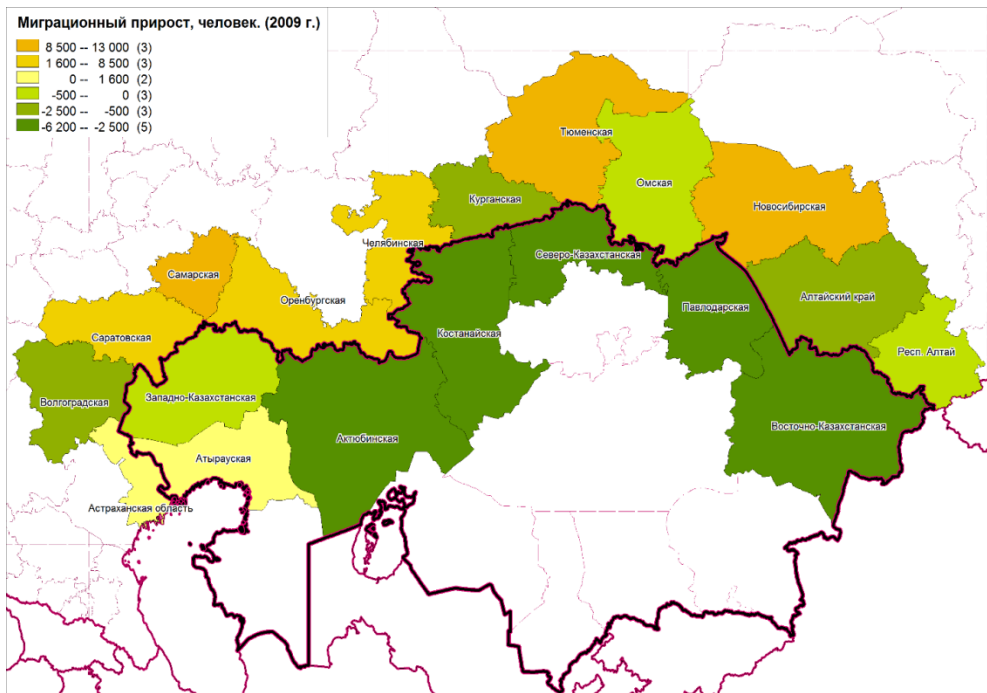 Миграционный прирост, человек. (2009 г.)
8 500 -- 13 000 (3)
1 600 -- 8 500 (3)
0 -- 1 600 (2)
-500 -- 0 (3)
-2 500 -- -500 (3)
-6 200 -- -2 500 (5)
Тюменская
Омская
Курганская
Новосибирская
Челябинская
Северо-Казахстанская
Самарская
Алтайский край
Оренбургская
Павлодарская
Костанайская
Саратовская
Респ. Алтай
Западно-Казахстанская
Волгоградская
Восточно-Казахстанская
Актюбинская
Атырауская
Астраханская область